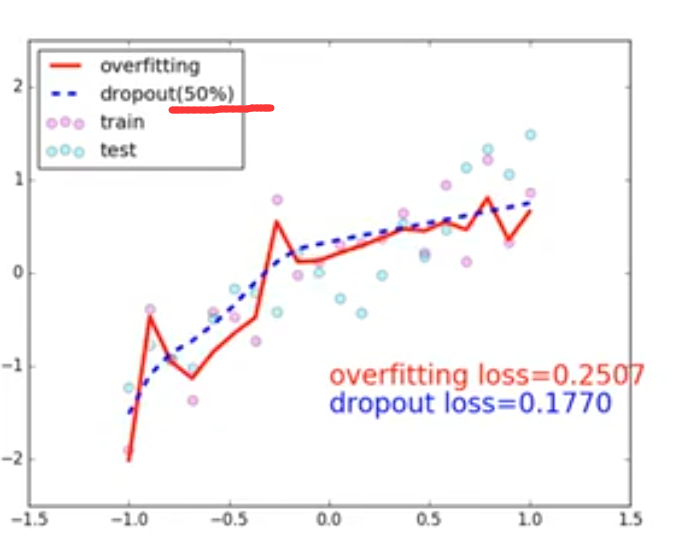 overfitting
dropout(50%)
train
test
2
1
0
−1
−2
overfitting loss=0.2507
dropout loss=0.1770
−1.5 −1.0 −0.5 0.0 0.5 1.0 1.5